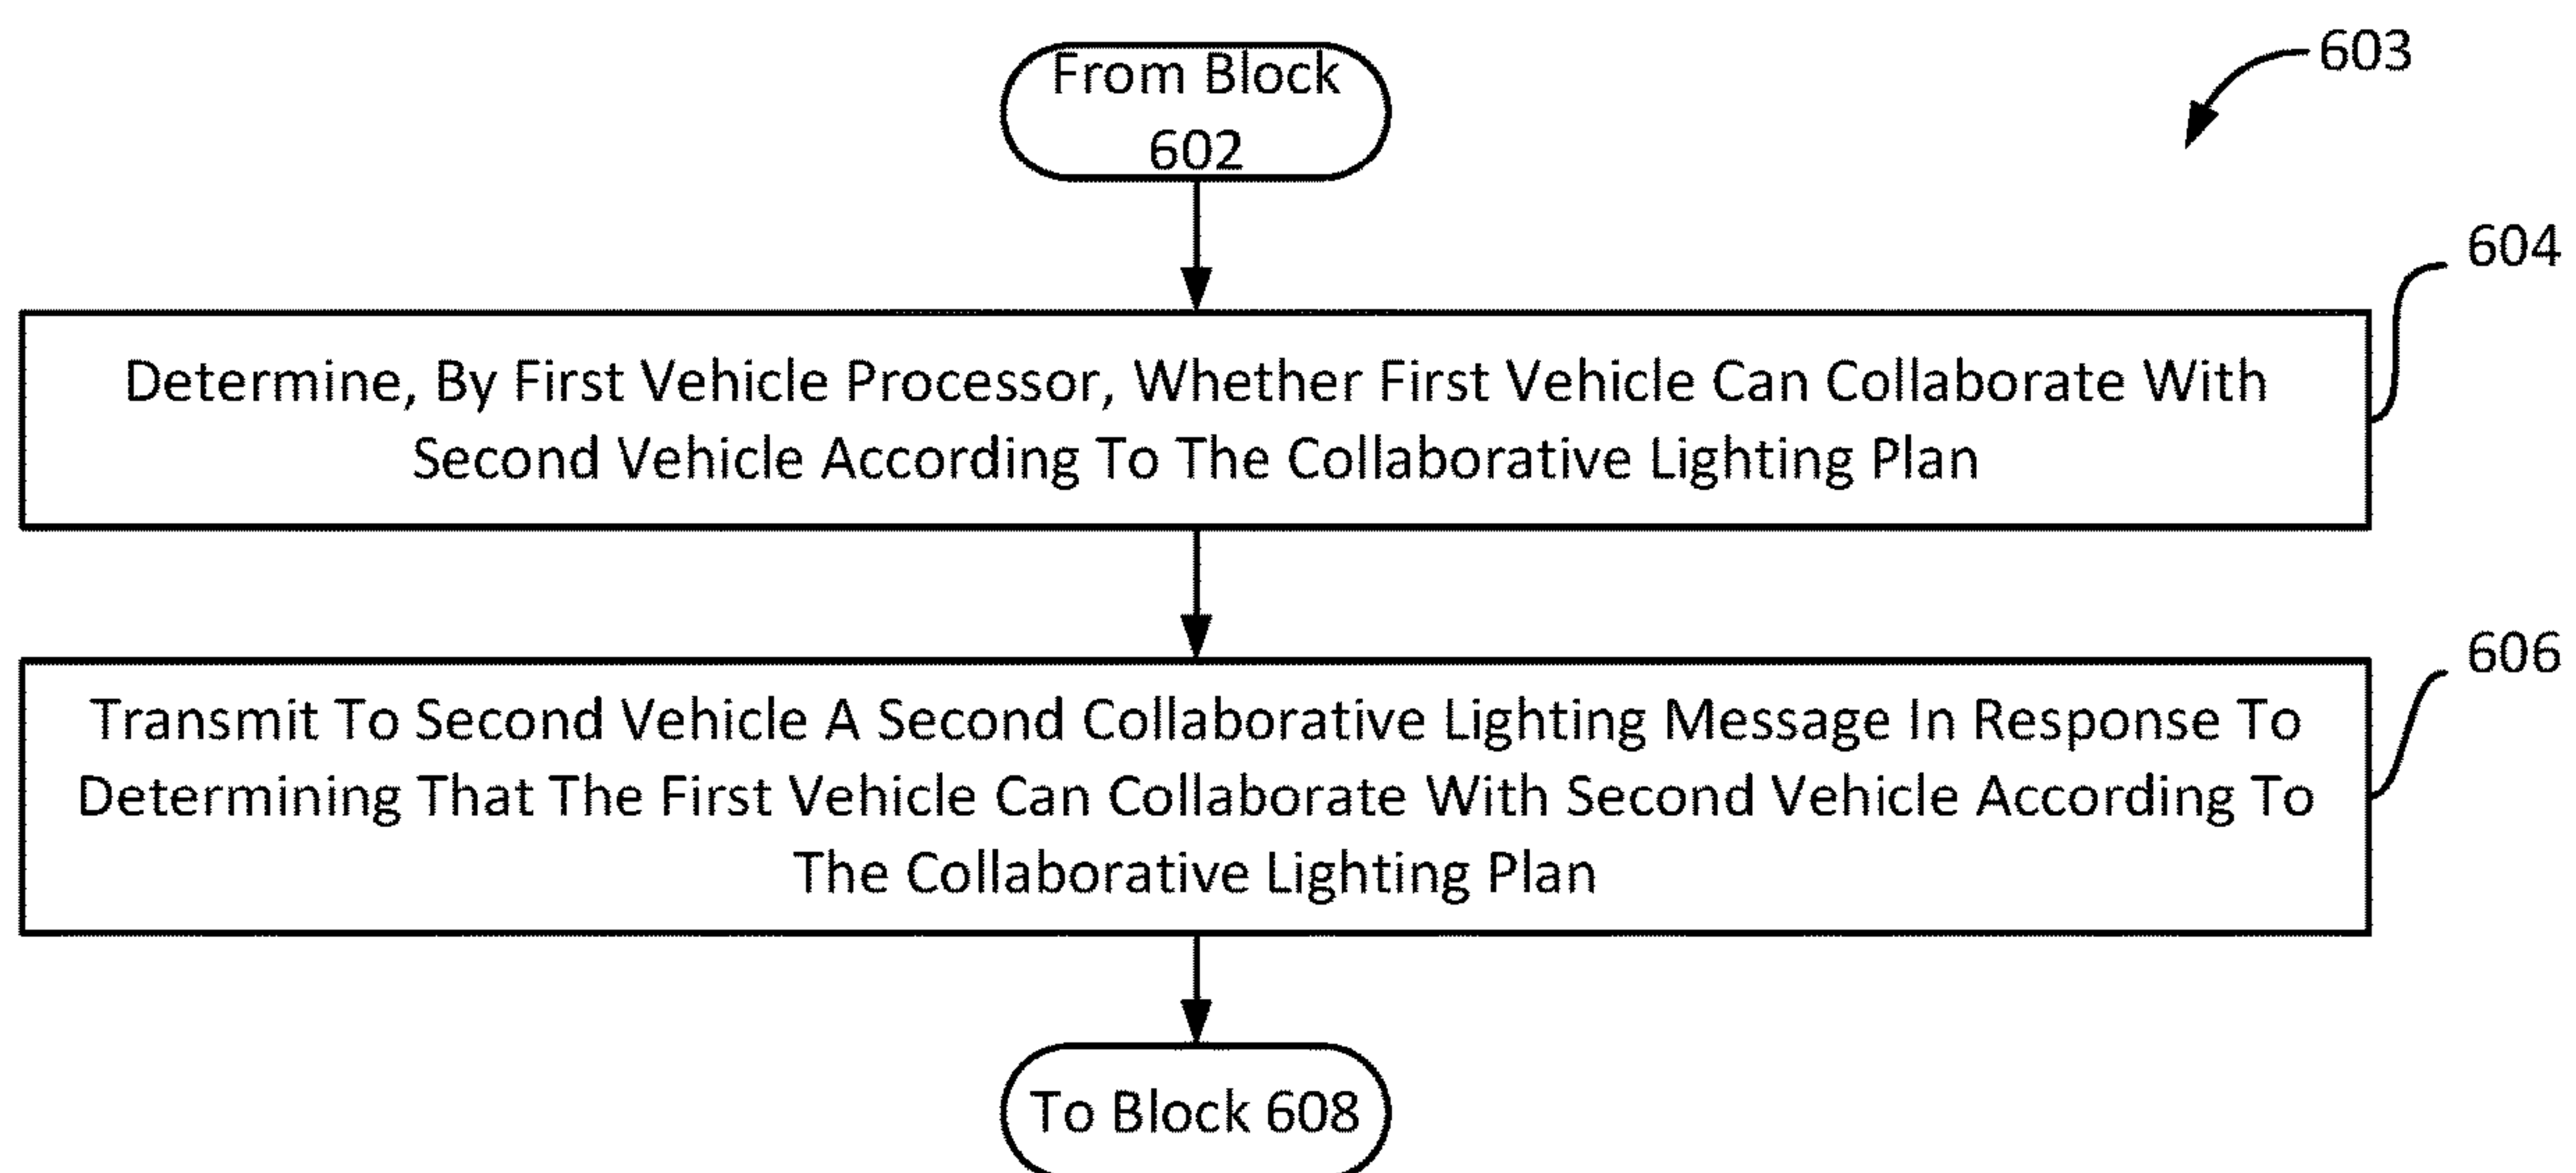 From Block
602
603
604
Determine, By First Vehicle Processor, Whether First Vehicle Can Collaborate With
Second Vehicle According To The Collaborative Lighting Plan
606
Transmit To Second Vehicle A Second Collaborative Lighting Message In Response To
Determining That The First Vehicle Can Collaborate With Second Vehicle According To
The Collaborative Lighting Plan
To Block 608